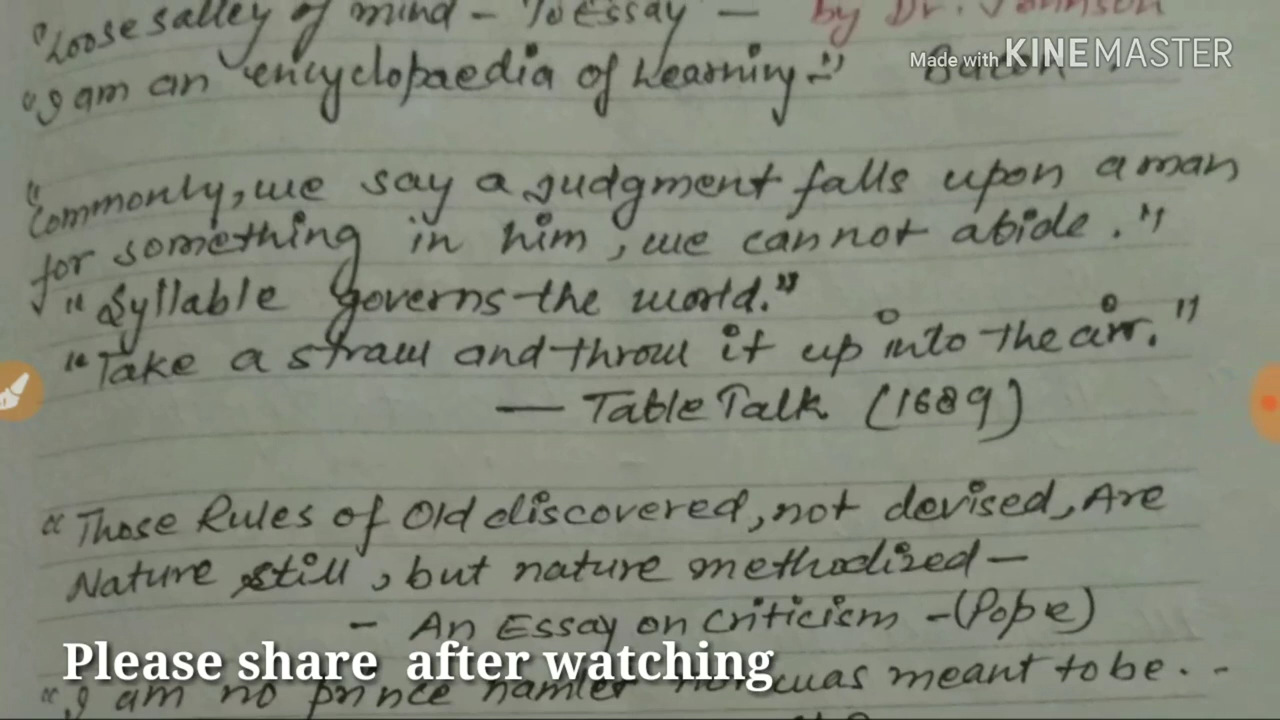 "Loose salley of mind - To Essay - by Dr. Johnson
Made with KINEMASTER
"I am an encyclopaedia of Learning-" Bacon.
"Commonly, we say a judgment falls upon a man
for something in him, we cannot abide."
"Syllable governs the world."
"Take a straw and throw it up into the air."
— Table Talk (1689)
"Those Rules of Old discovered, not devised, Are
Nature still, but nature methodized—
- An Essay on Criticism -(Pope)
Please share after watching
"I am no prince hamlet nor was meant to be. . -